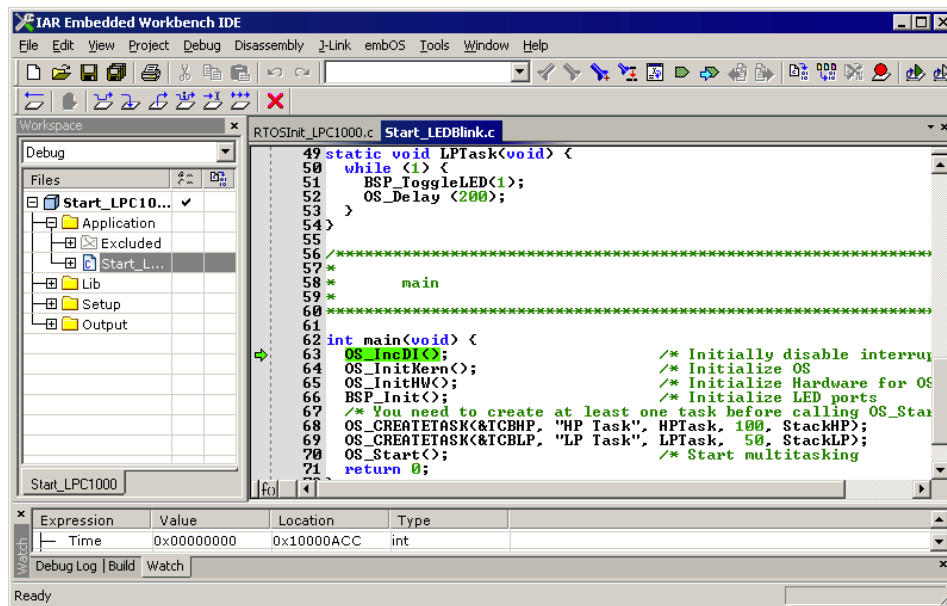 IAR Embedded Workbench IDE
File Edit View Project Debug Disassembly J-Link embOS Tools Window Help
Workspace
Debug
Files
Start_LPC10...
Application
Excluded
Start_L...
Lib
Setup
Output
Start_LPC1000
RTOSInit_LPC1000.c Start_LEDBlink.c
49 static void LPTask(void) {
50 while (1) {
51 BSP_ToggleLED(1);
52 OS_Delay (200);
53 }
54 }
55
56 /*********************************************************************
57 *
58 * main
59 *
60 **********************************************************************
61
62 int main(void) {
63 OS_IncDI(); /* Initially disable interrup
64 OS_InitKern(); /* Initialize OS
65 OS_InitHW(); /* Initialize Hardware for OS
66 BSP_Init(); /* Initialize LED ports
67 /* You need to create at least one task before calling OS_Star
68 OS_CREATETASK(&TCBHP, "HP Task", HPTask, 100, StackHP);
69 OS_CREATETASK(&TCBLP, "LP Task", LPTask, 50, StackLP);
70 OS_Start(); /* Start multitasking
71 return 0;
Expression Value Location Type
Time 0x00000000 0x10000ACC int
Watch
Debug Log Build Watch
Ready